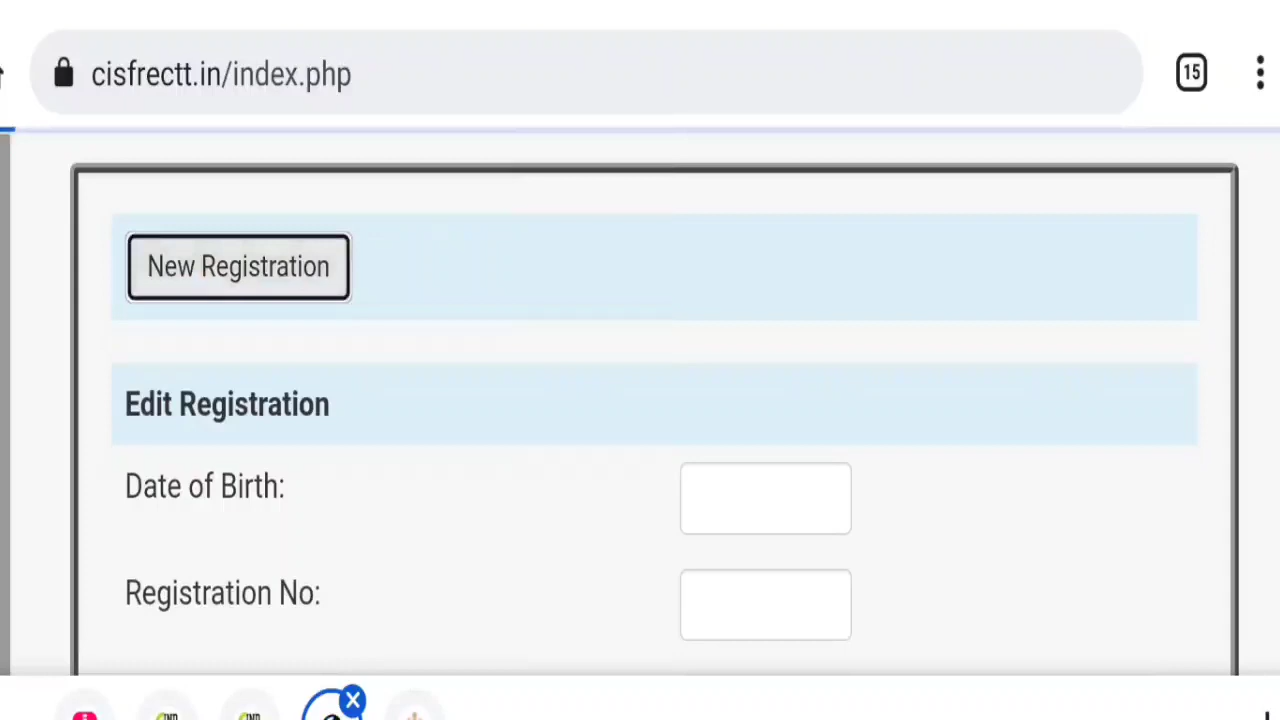 cisfrectt.in/index.php
15
New Registration
Edit Registration
Date of Birth:
Registration No: